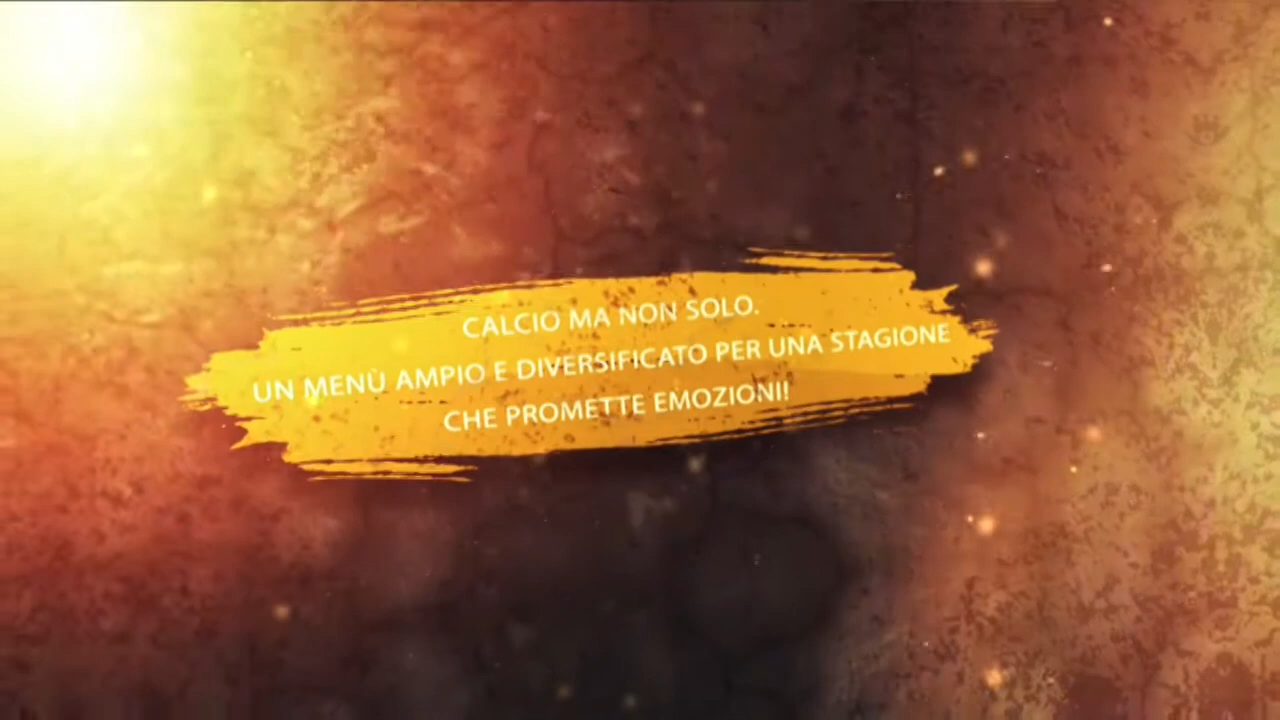 CALCIO MA NON SOLO.
UN MENÙ AMPIO E DIVERSIFICATO PER UNA STAGIONE
CHE PROMETTE EMOZIONI!